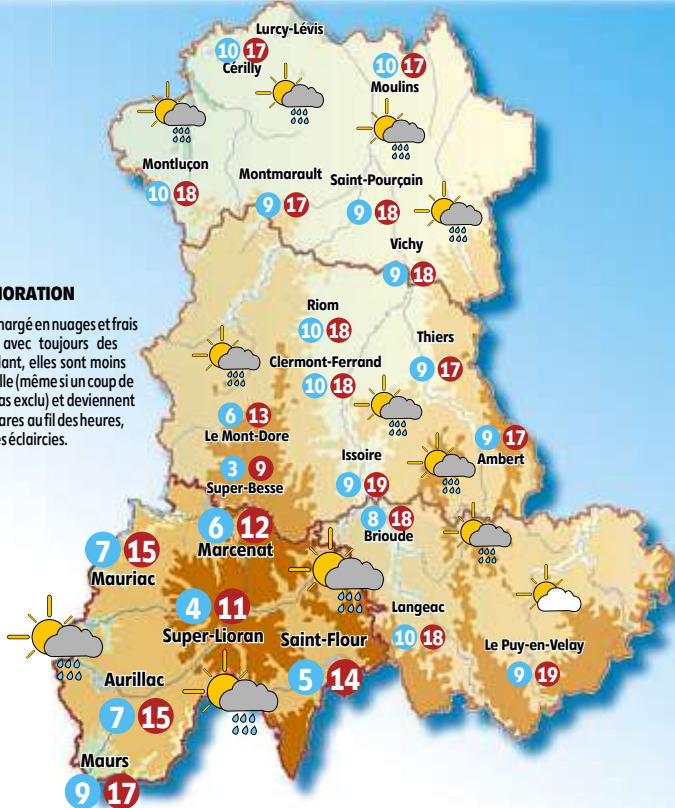 Lurcy-Lévis
10 17
Cérilly
10 17
Moulins
Montluçon
10 18
Montmarault
9 17
Saint-Pourçain
9 18
Vichy
9 18
ORATION
hargé en nuages et frais
avec toujours des
dant, elles sont moins
lle (même si un coup de
as exclu) et deviennent
ares au fil des heures,
es éclaircies.
Riom
10 18
Thiers
9 17
Clermont-Ferrand
10 18
6 13
Le Mont-Dore
9 17
Ambert
3 9
Super-Besse
Issoire
9 19
6 12
Marcenat
8 18
Brioude
7 15
Mauriac
4 11
Super-Lioran
Saint-Flour
5 14
Langeac
10 18
Le Puy-en-Velay
9 19
Aurillac
7 15
Maurs
9 17